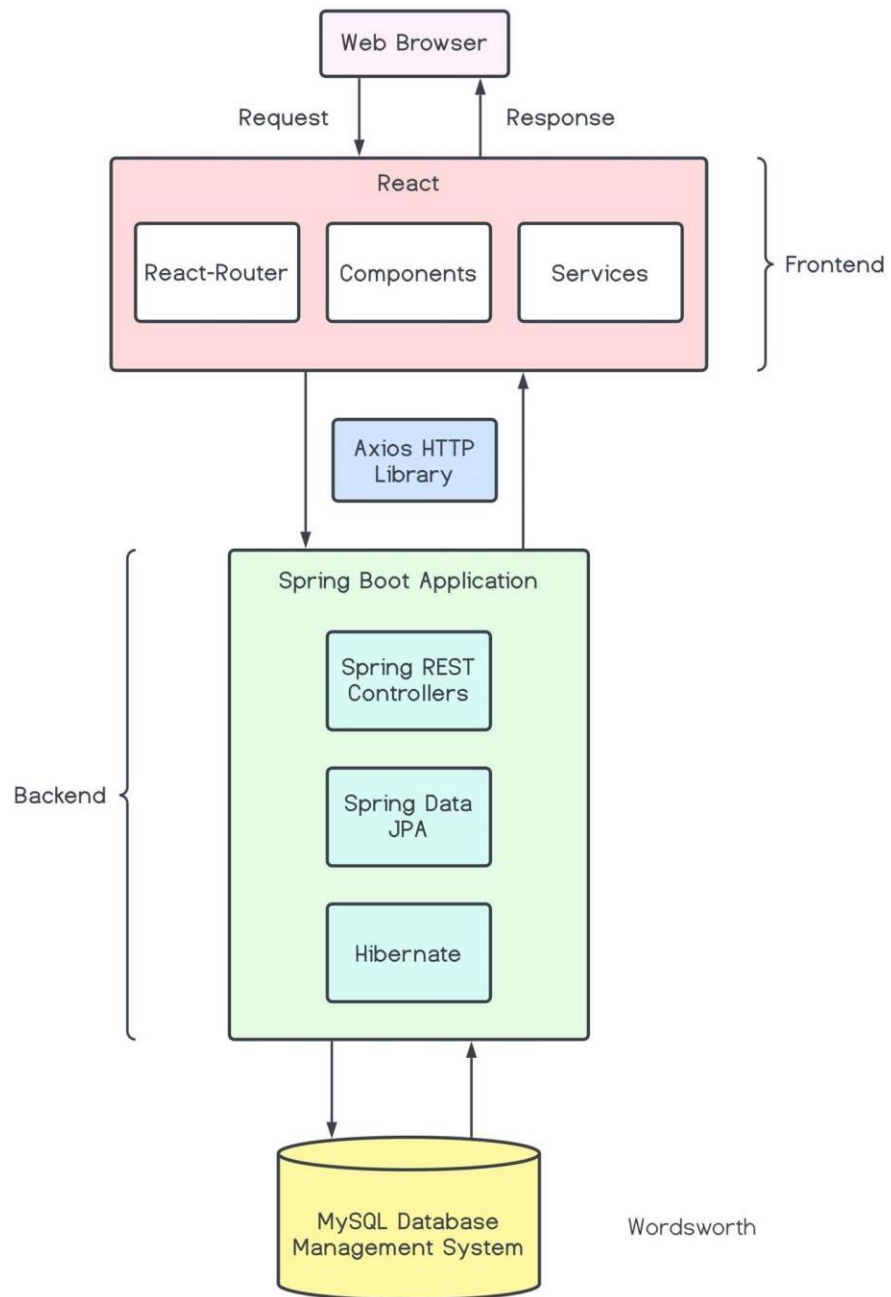 Web Browser
Request
Response
React
React-Router
Components
Services
Frontend
Axios HTTP
Library
Spring Boot Application
Spring REST
Controllers
Backend
Spring Data
JPA
Hibernate
MySQL Database
Management System
Wordsworth